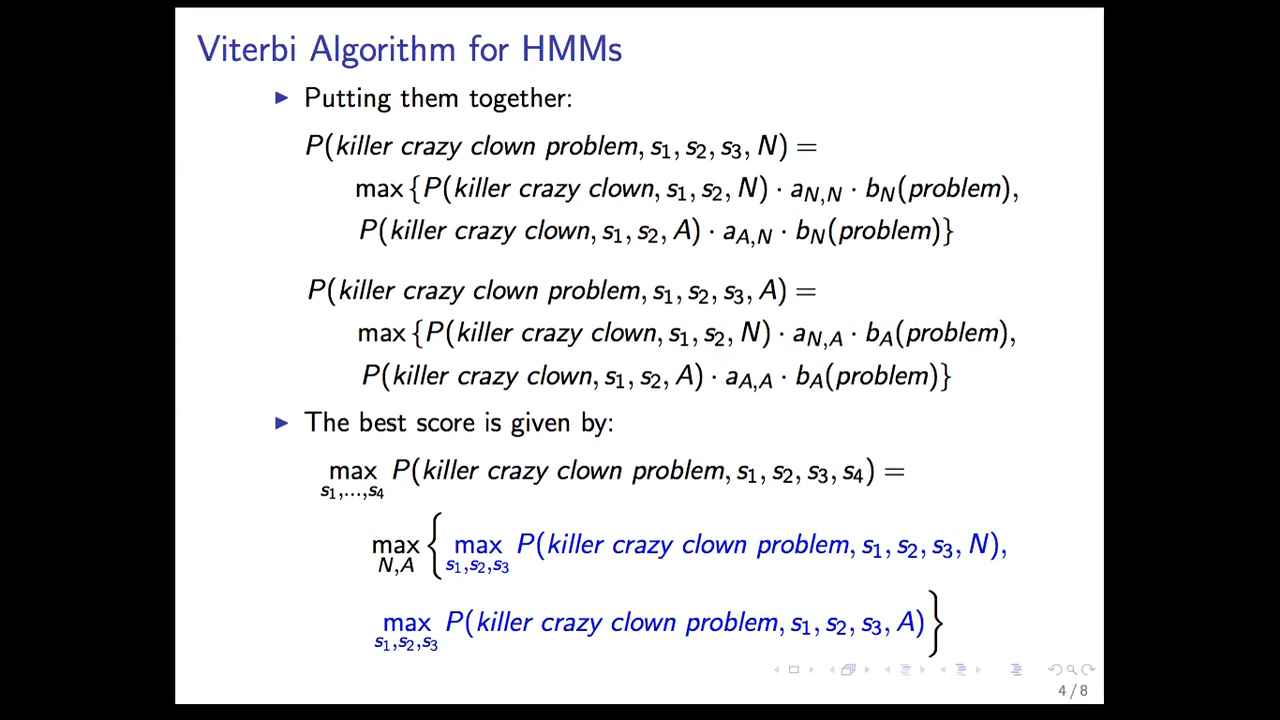 Viterbi Algorithm for HMMs
▶ Putting them together:
P(killer crazy clown problem, s₁, s₂, s₃, N) =
max {P(killer crazy clown, s₁, s₂, N) · a_{N,N} · b_N(problem),
P(killer crazy clown, s₁, s₂, A) · a_{A,N} · b_N(problem)}
P(killer crazy clown problem, s₁, s₂, s₃, A) =
max {P(killer crazy clown, s₁, s₂, N) · a_{N,A} · b_A(problem),
P(killer crazy clown, s₁, s₂, A) · a_{A,A} · b_A(problem)}
▶ The best score is given by:
max_{s₁,...,s₄} P(killer crazy clown problem, s₁, s₂, s₃, s₄) =
max_{N,A} { max_{s₁,s₂,s₃} P(killer crazy clown problem, s₁, s₂, s₃, N),
max_{s₁,s₂,s₃} P(killer crazy clown problem, s₁, s₂, s₃, A) }
4 / 8